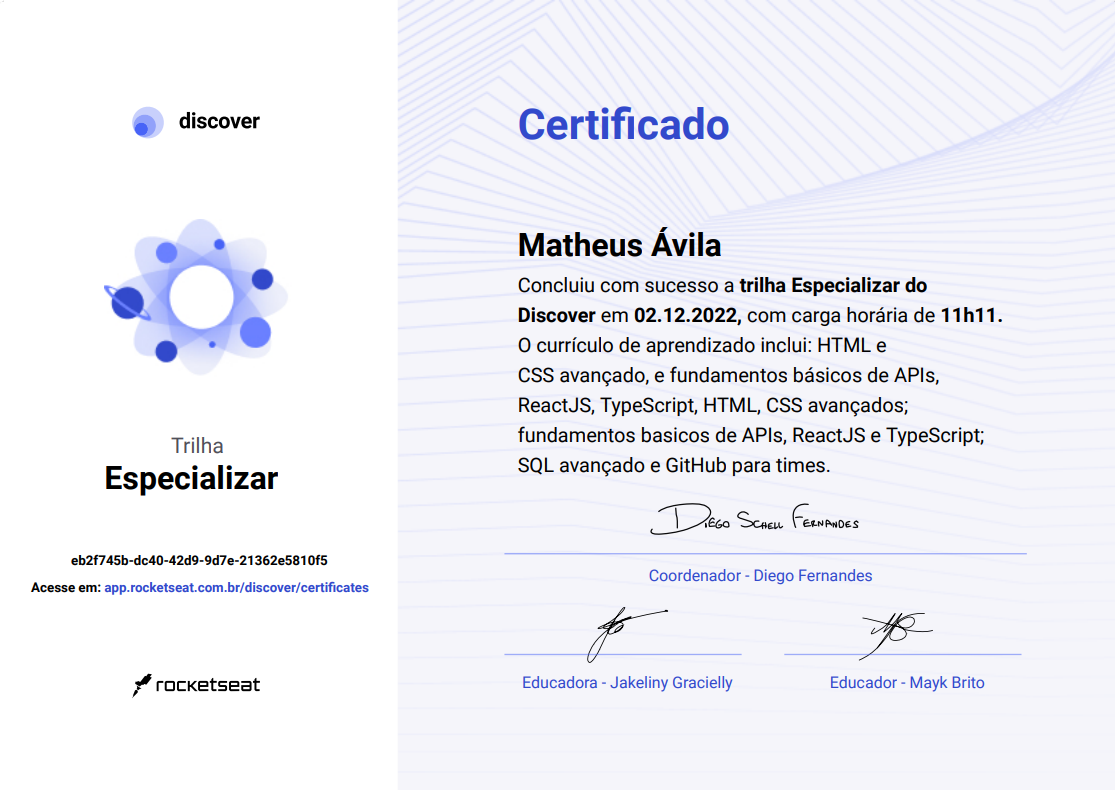 discover
Trilha
Especializar
eb2f745b-dc40-42d9-9d7e-21362e5810f5
Acesse em: app.rocketseat.com.br/discover/certificates
rocketseat
Certificado
Matheus Ávila
Concluiu com sucesso a trilha Especializar do
Discover em 02.12.2022, com carga horária de 11h11.
O currículo de aprendizado inclui: HTML e
CSS avançado, e fundamentos básicos de APIs,
ReactJS, TypeScript, HTML, CSS avançados;
fundamentos basicos de APIs, ReactJS e TypeScript;
SQL avançado e GitHub para times.
Diego Schell Fernandes
Coordenador - Diego Fernandes
Educadora - Jakeliny Gracielly
Educador - Mayk Brito